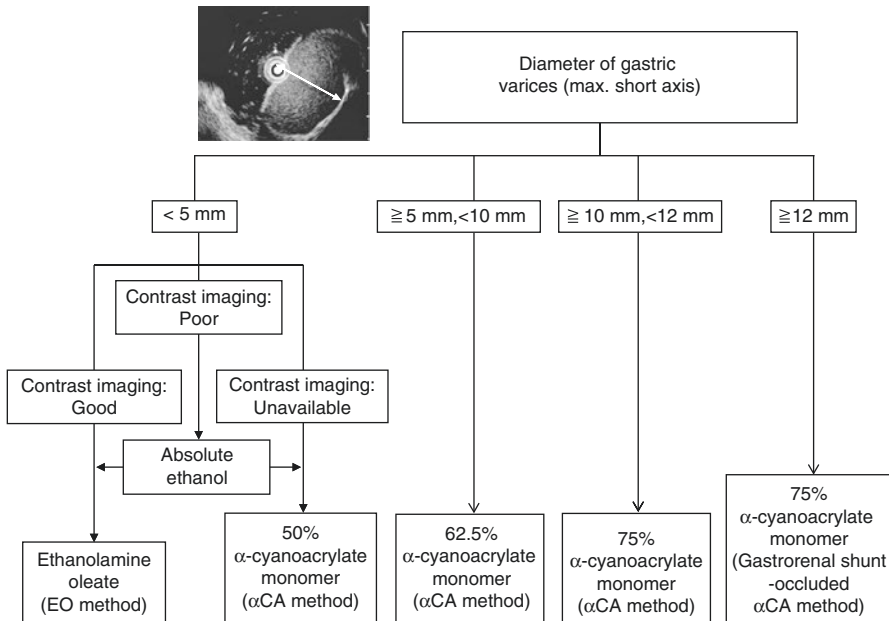 Diameter of gastric
varices (max. short axis)
< 5 mm
≧ 5 mm,<10 mm
≧ 10 mm,<12 mm
≧12 mm
Contrast imaging:
Poor
Contrast imaging:
Good
Contrast imaging:
Unavailable
Absolute
ethanol
Ethanolamine
oleate
(EO method)
50%
α-cyanoacrylate
monomer
(αCA method)
62.5%
α-cyanoacrylate
monomer
(αCA method)
75%
α-cyanoacrylate
monomer
(αCA method)
75%
α-cyanoacrylate
monomer
(Gastrorenal shunt
-occluded
αCA method)